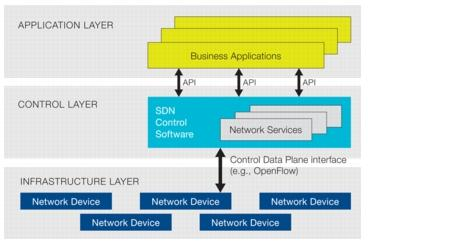 APPLICATION LAYER
Business Applications
API
API
API
CONTROL LAYER
SDN
Control
Software
Network Services
Control Data Plane interface
(e.g., OpenFlow)
INFRASTRUCTURE LAYER
Network Device
Network Device
Network Device
Network Device
Network Device